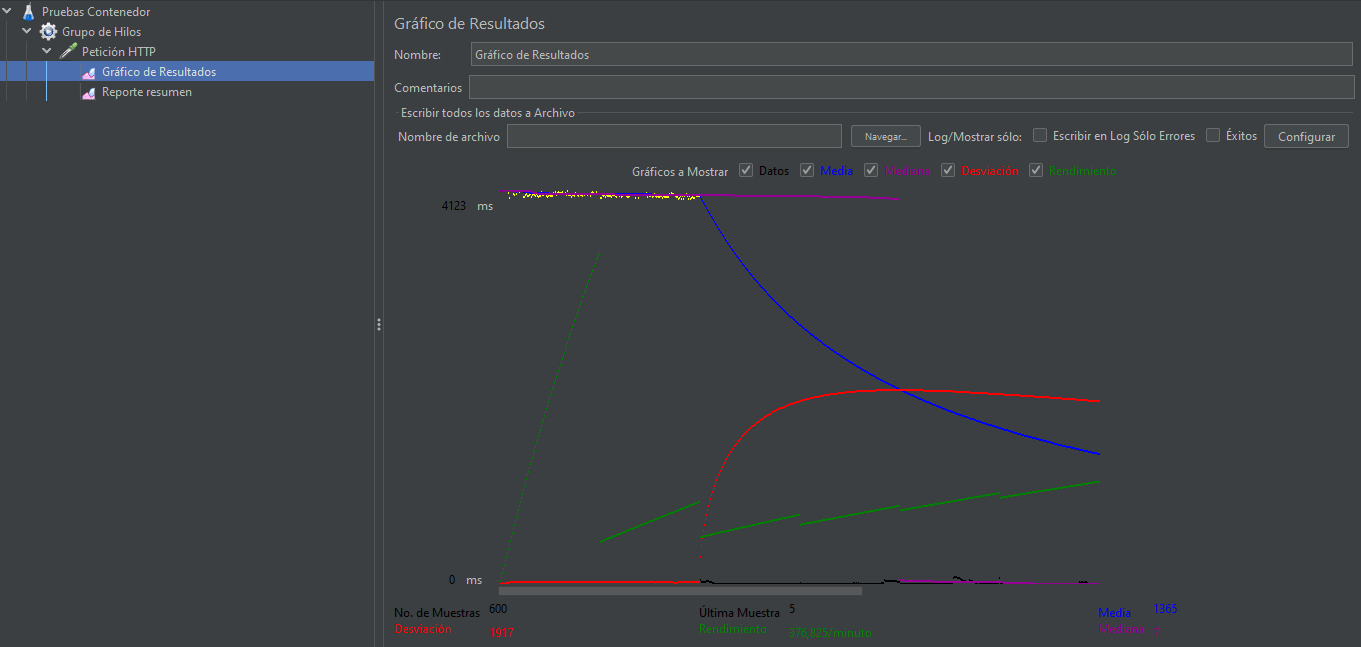 Pruebas Contenedor
Grupo de Hilos
Petición HTTP
Gráfico de Resultados
Reporte resumen
Gráfico de Resultados
Nombre: Gráfico de Resultados
Comentarios
Escribir todos los datos a Archivo
Nombre de archivo Navegar... Log/Mostrar sólo: Escribir en Log Sólo Errores Éxitos Configurar
Gráficos a Mostrar Datos Media Mediana Desviación Rendimiento
4123 ms
0 ms
No. de Muestras 600 Última Muestra 5 Media 1365
Desviación 1917 Rendimiento 376,825/minuto Mediana 7